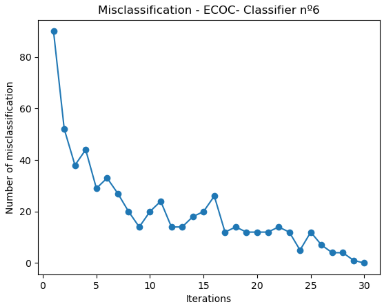 Misclassification - ECOC- Classifier nº6
Number of misclassification
80
60
40
20
0
0 5 10 15 20 25 30
Iterations